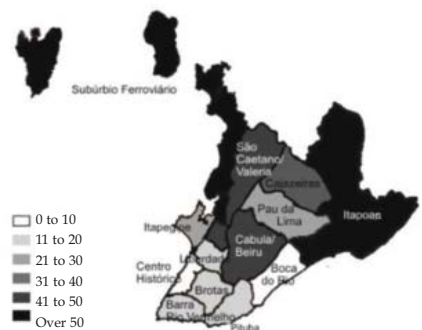 Subúrbio Ferroviário
São
Caetano/
Valeria
Cajazeiras
Pau da
Lima
Itapoan
Itapegipe
Cabula/
Beiru
Liberdade
Centro
Histórico
Boca
do Rio
Brotas
Barra
Rio Vermelho
Pituba
0 to 10
11 to 20
21 to 30
31 to 40
41 to 50
Over 50